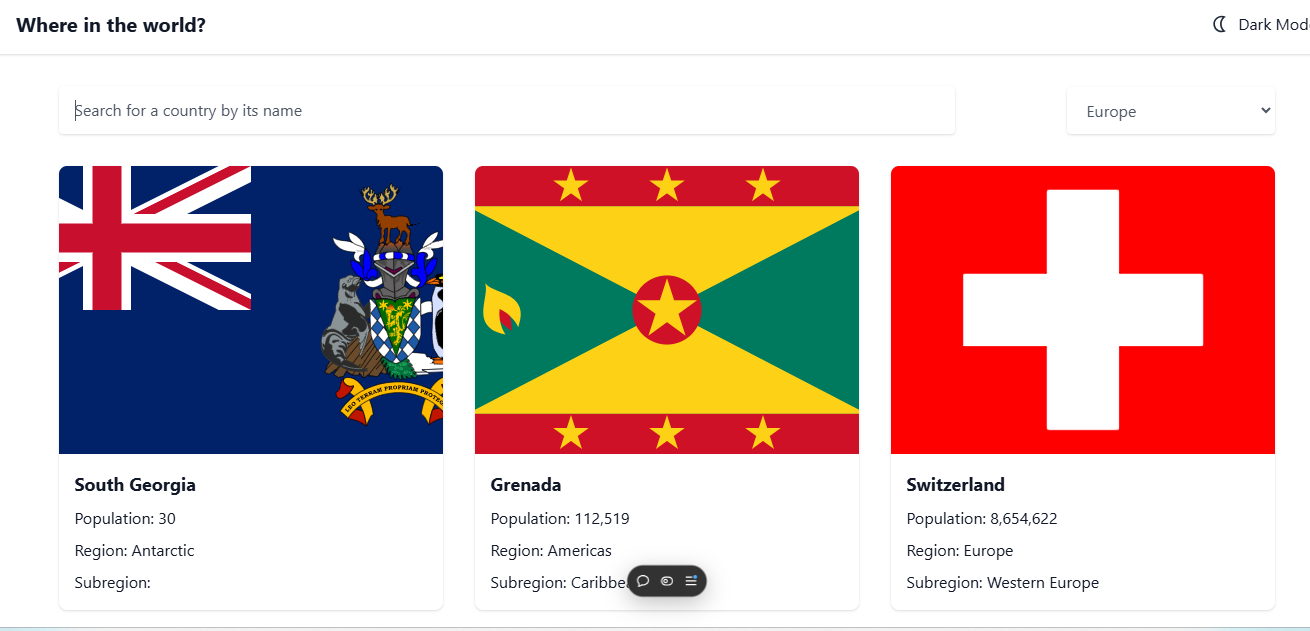 Where in the world?
Dark Mod
Search for a country by its name
Europe
LEO TERRAM PROPRIAM PROTEG
South Georgia
Population: 30
Region: Antarctic
Subregion:
Grenada
Population: 112,519
Region: Americas
Subregion: Caribbe
Switzerland
Population: 8,654,622
Region: Europe
Subregion: Western Europe